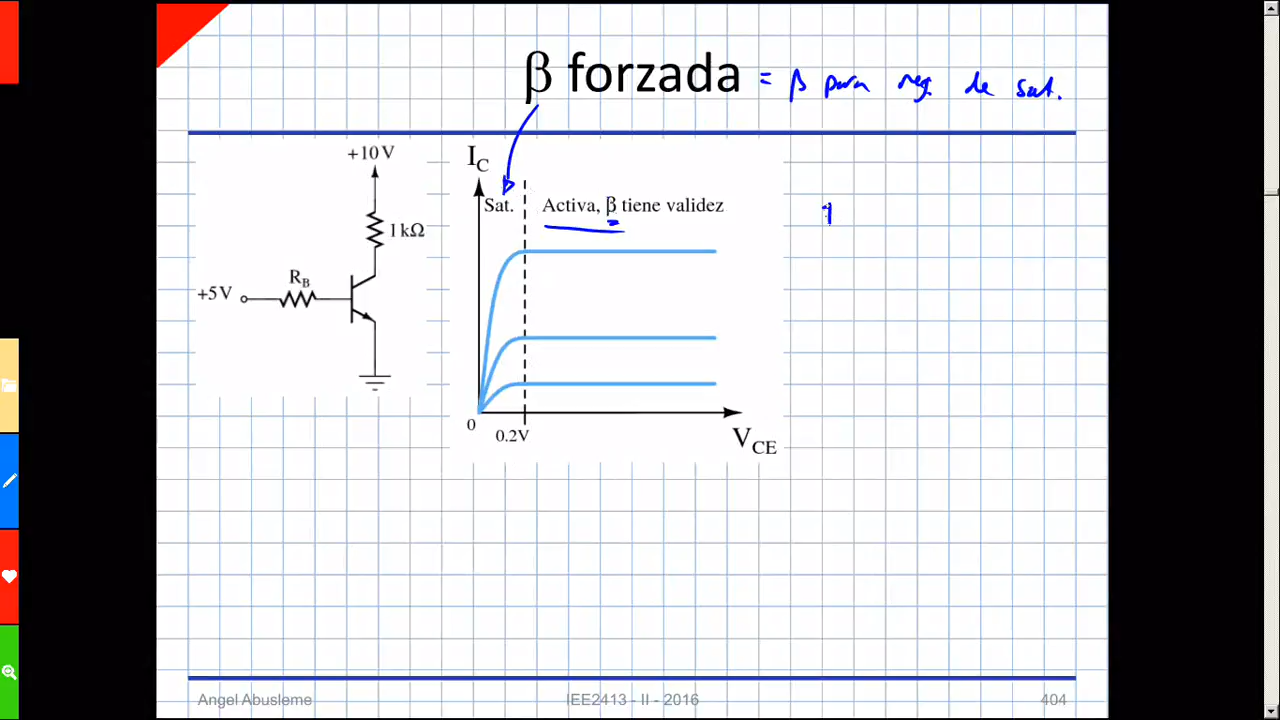 β forzada = β para reg. de sat.
+10 V
I_C
Sat.
Activa, β tiene validez
1 kΩ
R_B
+5 V
0
0.2V
V_CE
Angel Abusleme
IEE2413 - II - 2016
404